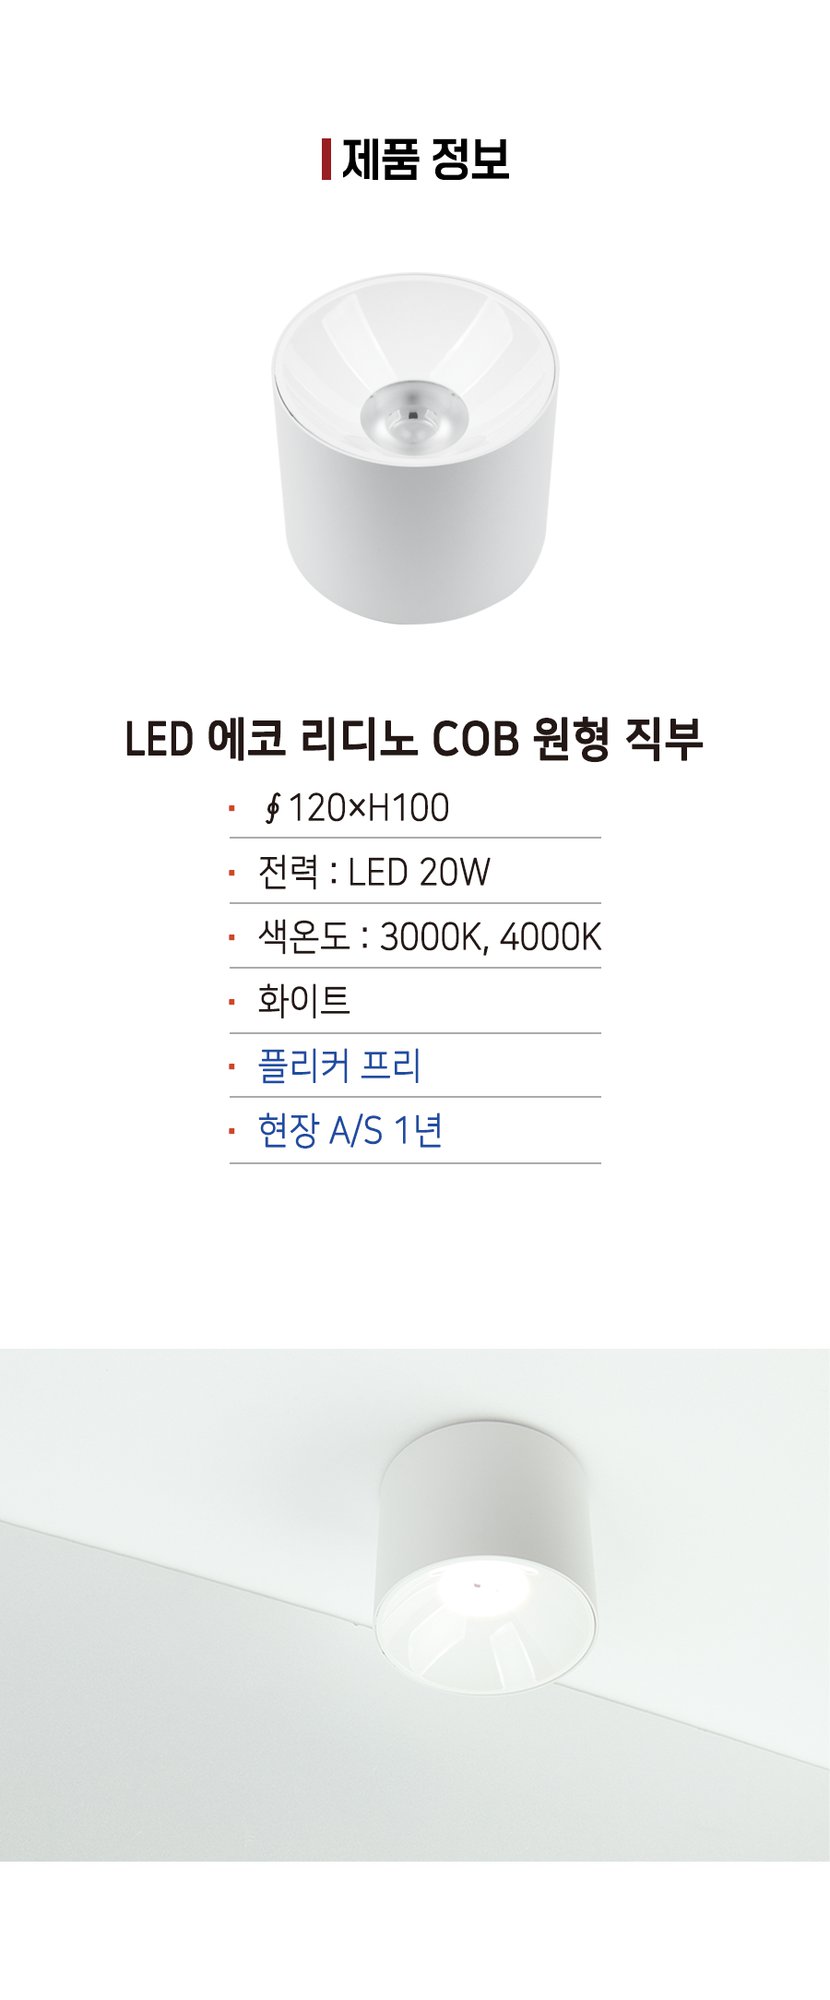 제품 정보
LED 에코 리디노 COB 원형 직부
∮120×H100
전력 : LED 20W
색온도 : 3000K, 4000K
화이트
플리커 프리
현장 A/S 1년